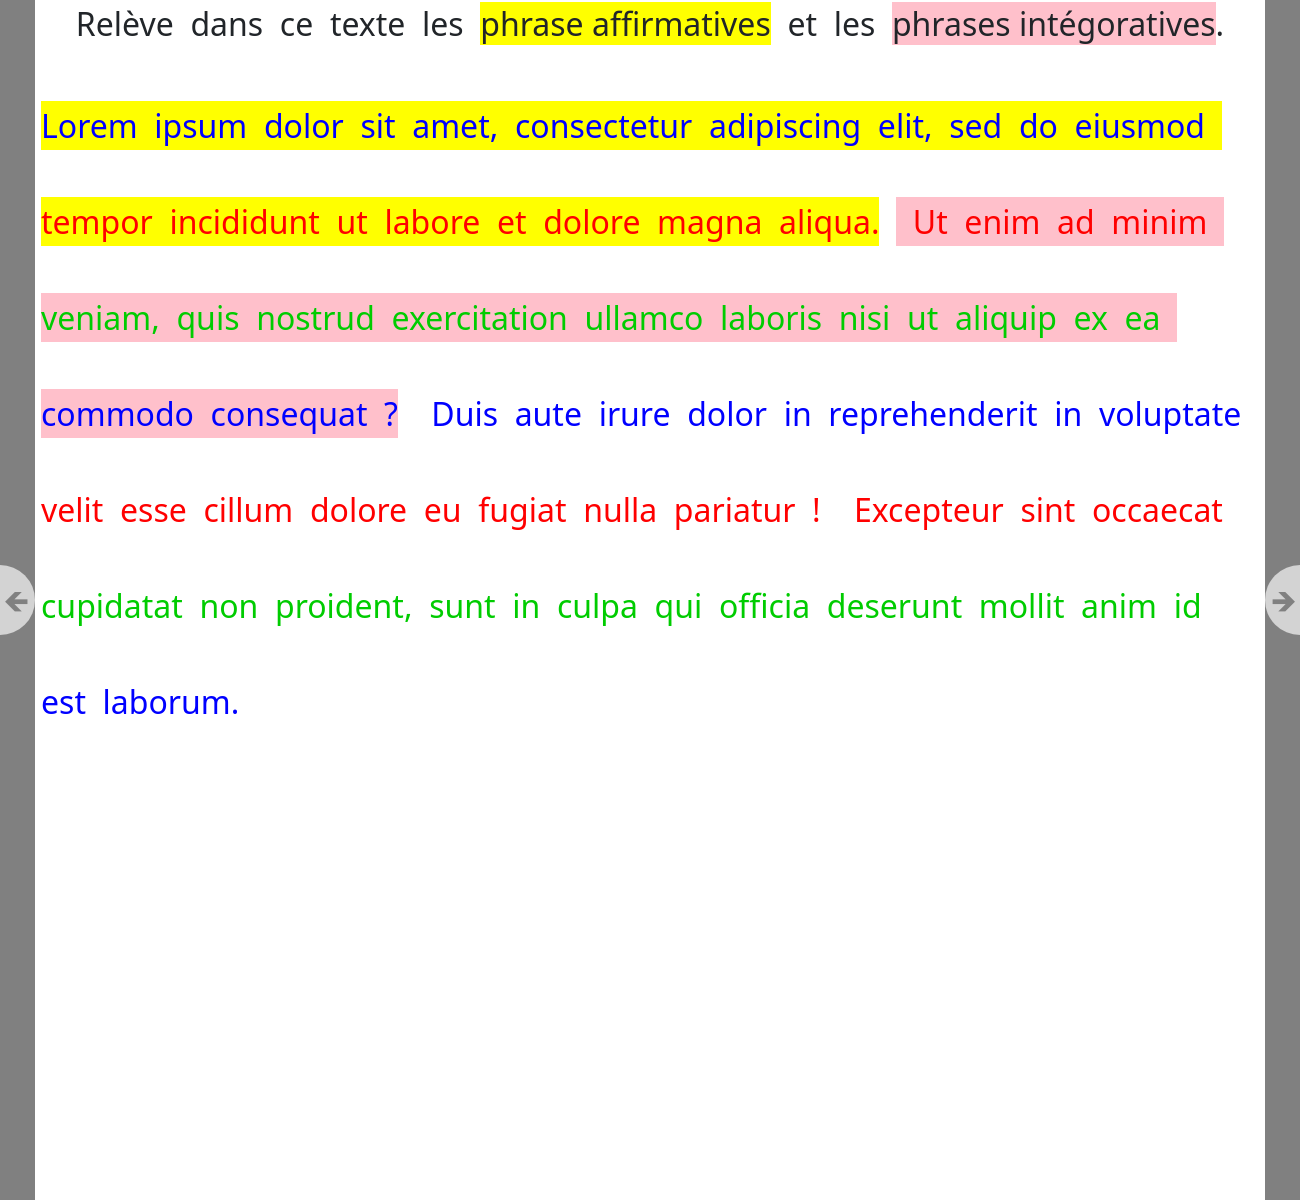 Relève dans ce texte les phrase affirmatives et les phrases intégoratives.
Lorem ipsum dolor sit amet, consectetur adipiscing elit, sed do eiusmod
tempor incididunt ut labore et dolore magna aliqua. Ut enim ad minim
veniam, quis nostrud exercitation ullamco laboris nisi ut aliquip ex ea
commodo consequat ? Duis aute irure dolor in reprehenderit in voluptate
velit esse cillum dolore eu fugiat nulla pariatur ! Excepteur sint occaecat
cupidatat non proident, sunt in culpa qui officia deserunt mollit anim id
est laborum.